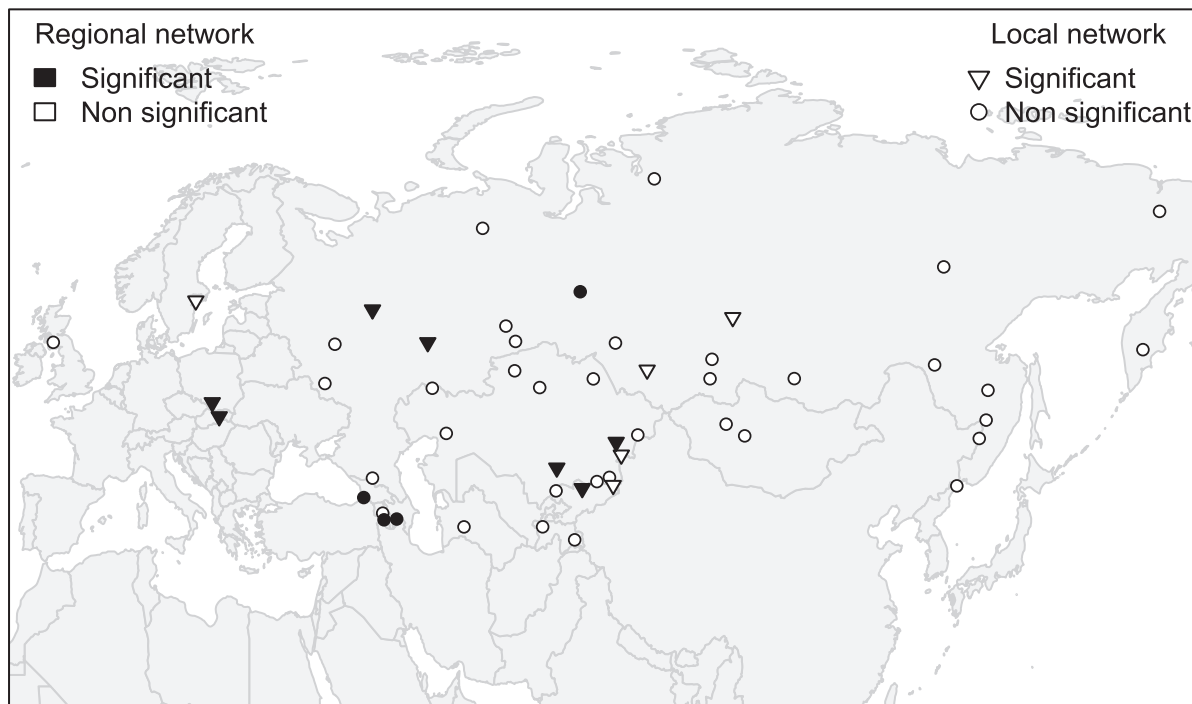 Regional network
Significant
Non significant
Local network
Significant
Non significant